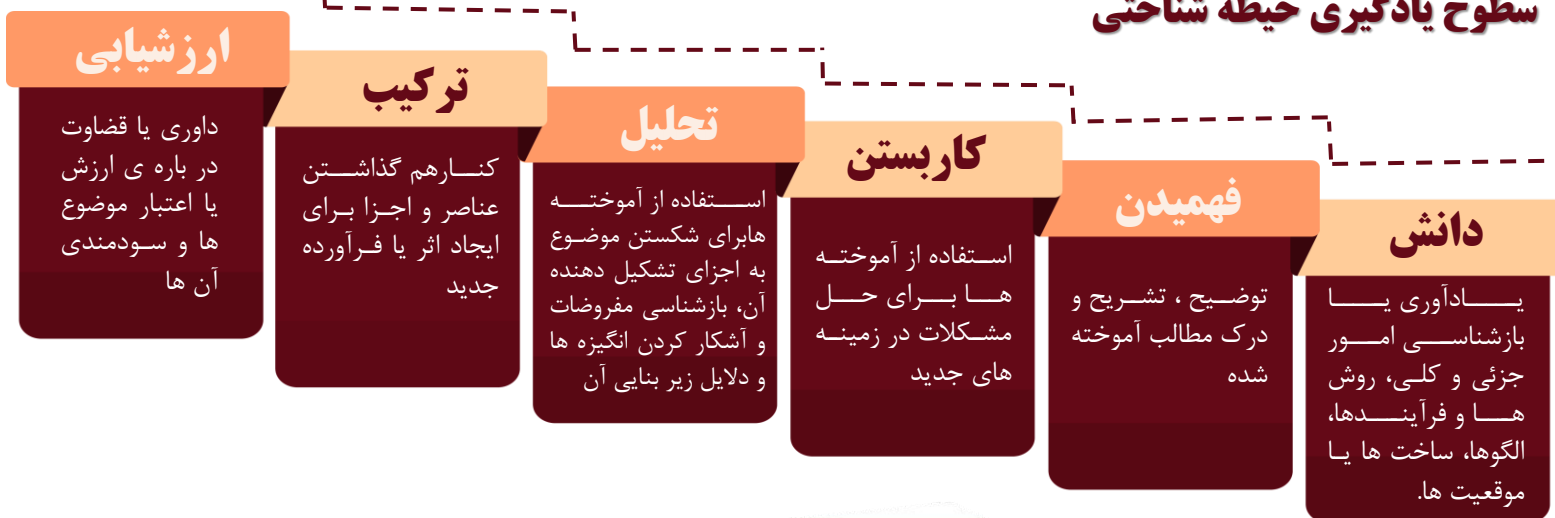 سطوح یادگیری حیطه شناختی
دانش
یادآوری یا
بازشناسی امور
جزئی و کلی، روش
ها و فرآیندها،
الگوها، ساخت ها یا
موقعیت ها.
فهمیدن
توضیح ، تشریح و
درک مطالب آموخته
شده
کاربستن
استفاده از آموخته
ها برای حل
مشکلات در زمینه
های جدید
تحلیل
استفاده از آموخته
هابرای شکستن موضوع
به اجزای تشکیل دهنده
آن، بازشناسی مفروضات
و آشکار کردن انگیزه ها
و دلایل زیر بنایی آن
ترکیب
کنارهم گذاشتن
عناصر و اجزا برای
ایجاد اثر یا فرآورده
جدید
ارزشیابی
داوری یا قضاوت
در باره ی ارزش
یا اعتبار موضوع
ها و سودمندی
آن ها